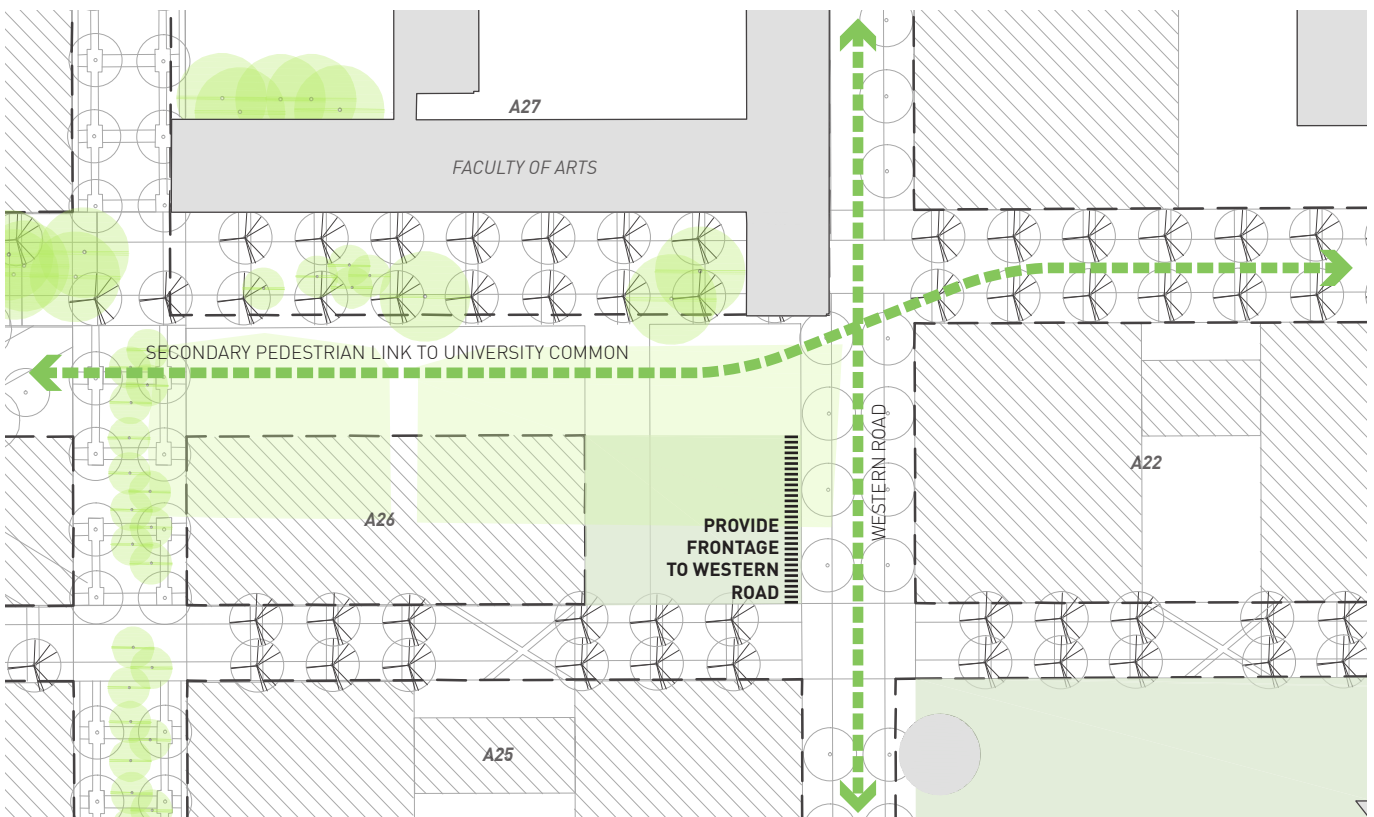 A27
FACULTY OF ARTS
SECONDARY PEDESTRIAN LINK TO UNIVERSITY COMMON
WESTERN ROAD
A22
A26
PROVIDE
FRONTAGE
TO WESTERN
ROAD
A25